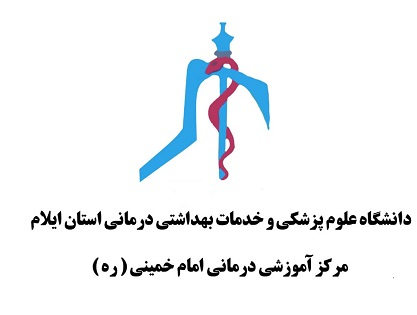 دانشگاه علوم پزشکی و خدمات بهداشتی درمانی استان ایلام
مرکز آموزشی درمانی امام خمینی ( ره )